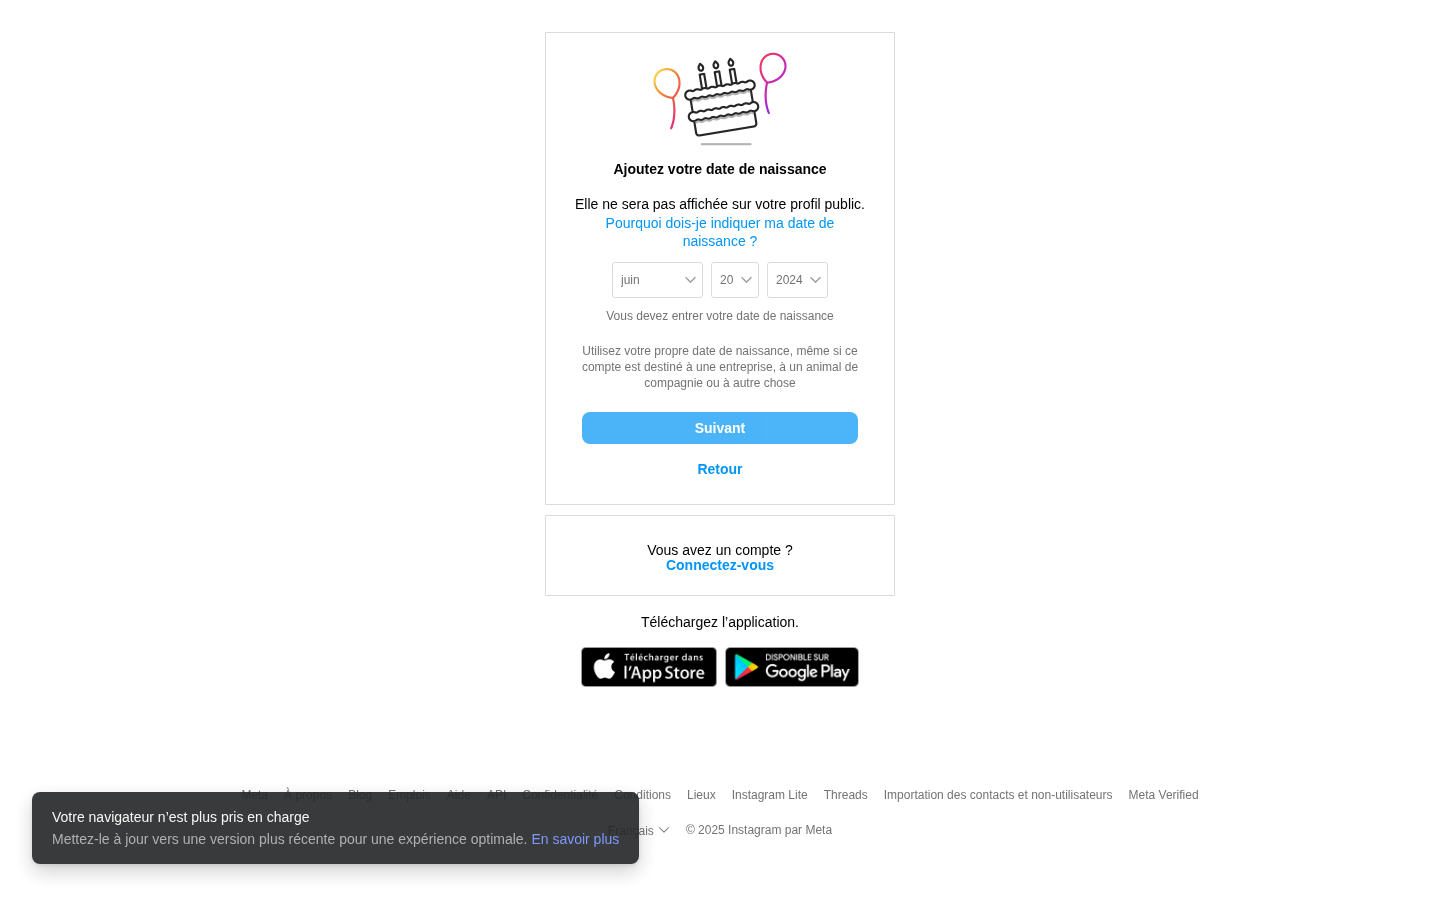 Ajoutez votre date de naissance
Elle ne sera pas affichée sur votre profil public.
Pourquoi dois-je indiquer ma date de
naissance ?
juin 20 2024
Vous devez entrer votre date de naissance
Utilisez votre propre date de naissance, même si ce
compte est destiné à une entreprise, à un animal de
compagnie ou à autre chose
Suivant
Retour
Vous avez un compte ?
Connectez-vous
Téléchargez l’application.
Télécharger dans
l’App Store
DISPONIBLE SUR
Google Play
Meta À propos Blog Emplois Aide API Confidentialité Conditions Lieux Instagram Lite Threads Importation des contacts et non-utilisateurs Meta Verified
Français © 2025 Instagram par Meta
Votre navigateur n’est plus pris en charge
Mettez-le à jour vers une version plus récente pour une expérience optimale. En savoir plus